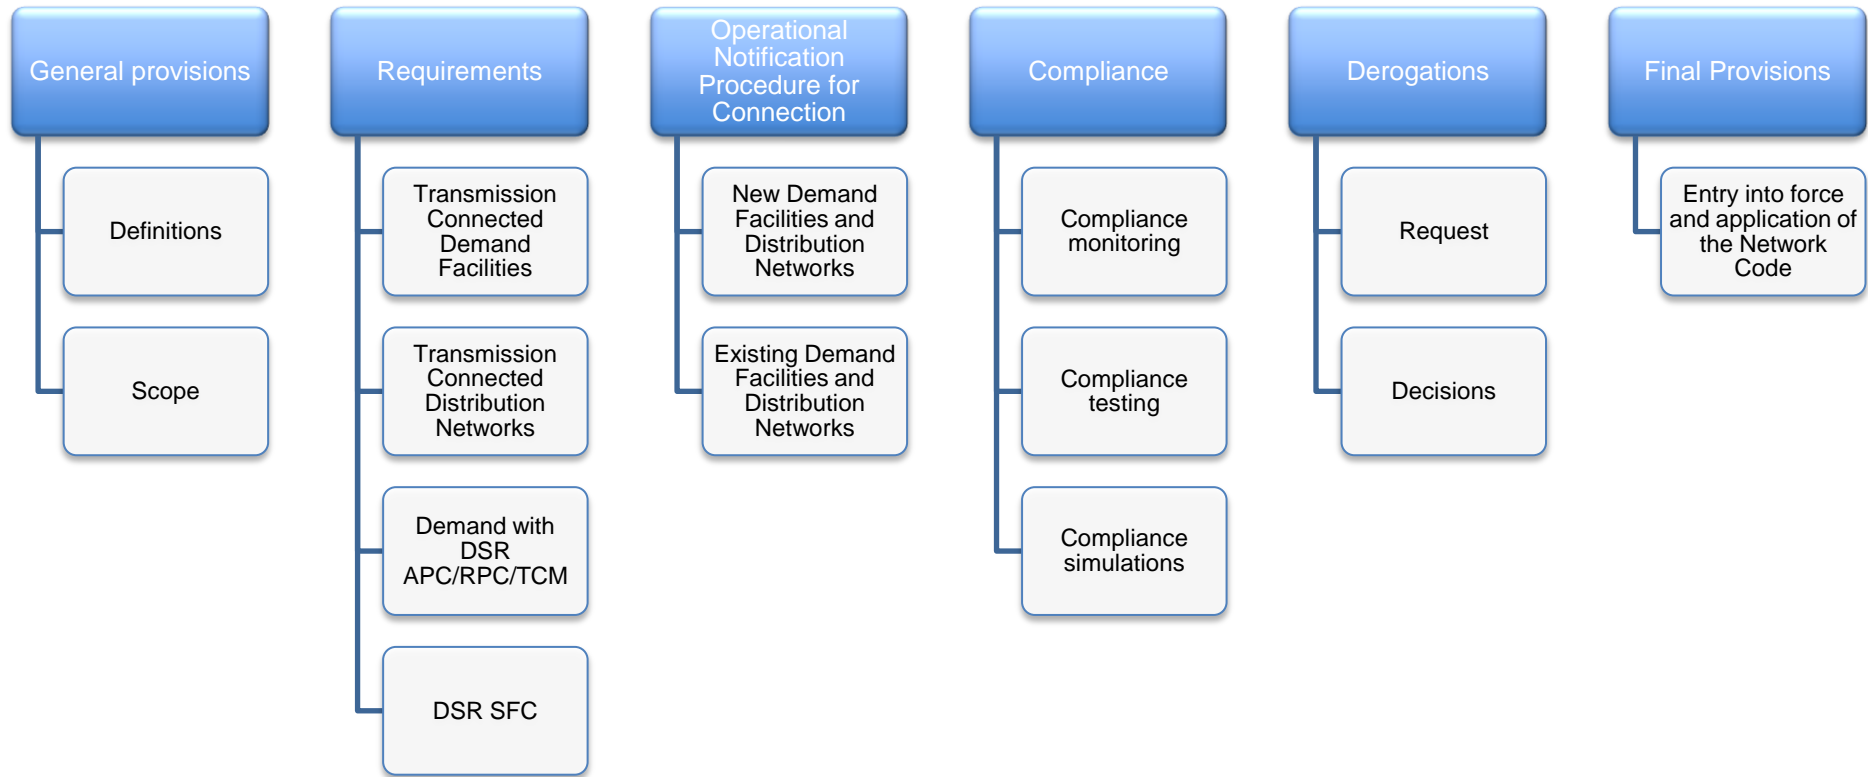 General provisions
Definitions
Scope
Requirements
Transmission
Connected
Demand
Facilities
Transmission
Connected
Distribution
Networks
Demand with
DSR
APC/RPC/TCM
DSR SFC
Operational
Notification
Procedure for
Connection
New Demand
Facilities and
Distribution
Networks
Existing Demand
Facilities and
Distribution
Networks
Compliance
Compliance
monitoring
Compliance
testing
Compliance
simulations
Derogations
Request
Decisions
Final Provisions
Entry into force
and application of
the Network
Code